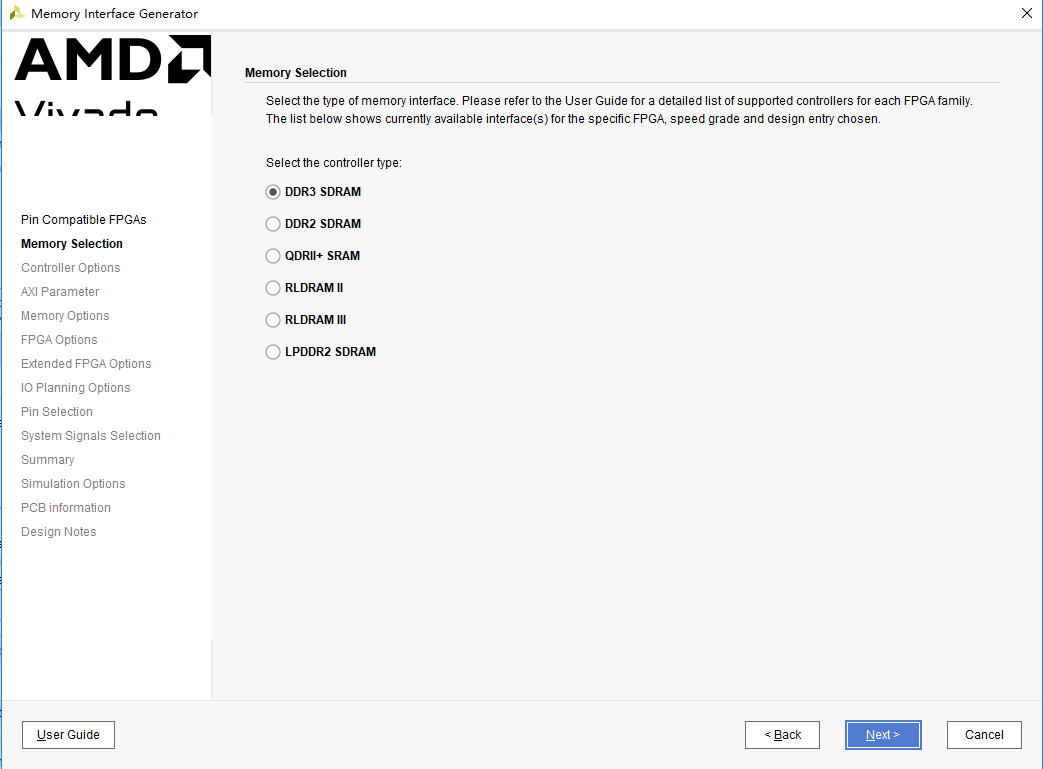 Memory Interface Generator
AMD
Vivado
Pin Compatible FPGAs
Memory Selection
Controller Options
AXI Parameter
Memory Options
FPGA Options
Extended FPGA Options
IO Planning Options
Pin Selection
System Signals Selection
Summary
Simulation Options
PCB information
Design Notes
Memory Selection
Select the type of memory interface. Please refer to the User Guide for a detailed list of supported controllers for each FPGA family.
The list below shows currently available interface(s) for the specific FPGA, speed grade and design entry chosen.
Select the controller type:
DDR3 SDRAM
DDR2 SDRAM
QDRII+ SRAM
RLDRAM II
RLDRAM III
LPDDR2 SDRAM
User Guide
< Back
Next >
Cancel